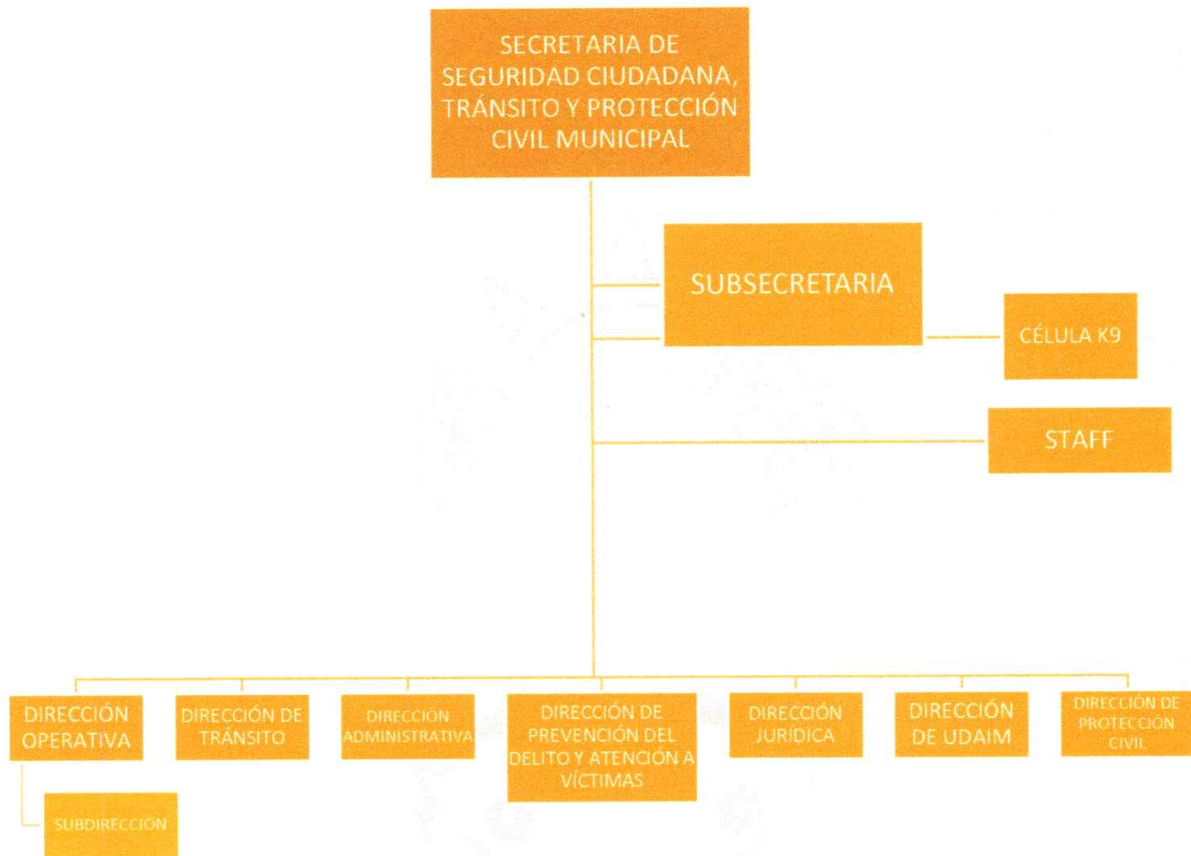 SECRETARIA DE
SEGURIDAD CIUDADANA,
TRÁNSITO Y PROTECCIÓN
CIVIL MUNICIPAL
SUBSECRETARIA
CÉLULA K9
STAFF
DIRECCIÓN
OPERATIVA
DIRECCIÓN DE
TRÁNSITO
DIRECCIÓN
ADMINISTRATIVA
DIRECCIÓN DE
PREVENCIÓN DEL
DELITO Y ATENCIÓN A
VÍCTIMAS
DIRECCIÓN
JURÍDICA
DIRECCIÓN
DE UDAIM
DIRECCIÓN DE
PROTECCIÓN
CIVIL
SUBDIRECCIÓN